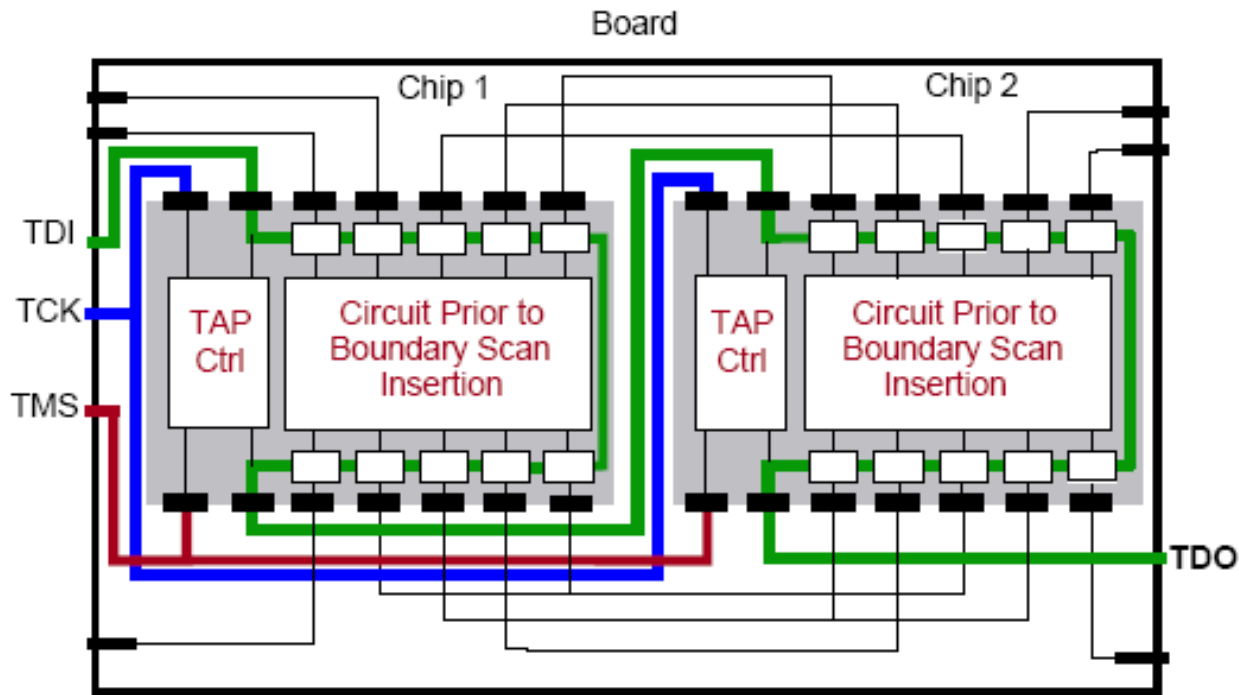 Board
Chip 1
Chip 2
TDI
TCK
TMS
TAP
Ctrl
Circuit Prior to
Boundary Scan
Insertion
TAP
Ctrl
Circuit Prior to
Boundary Scan
Insertion
TDO